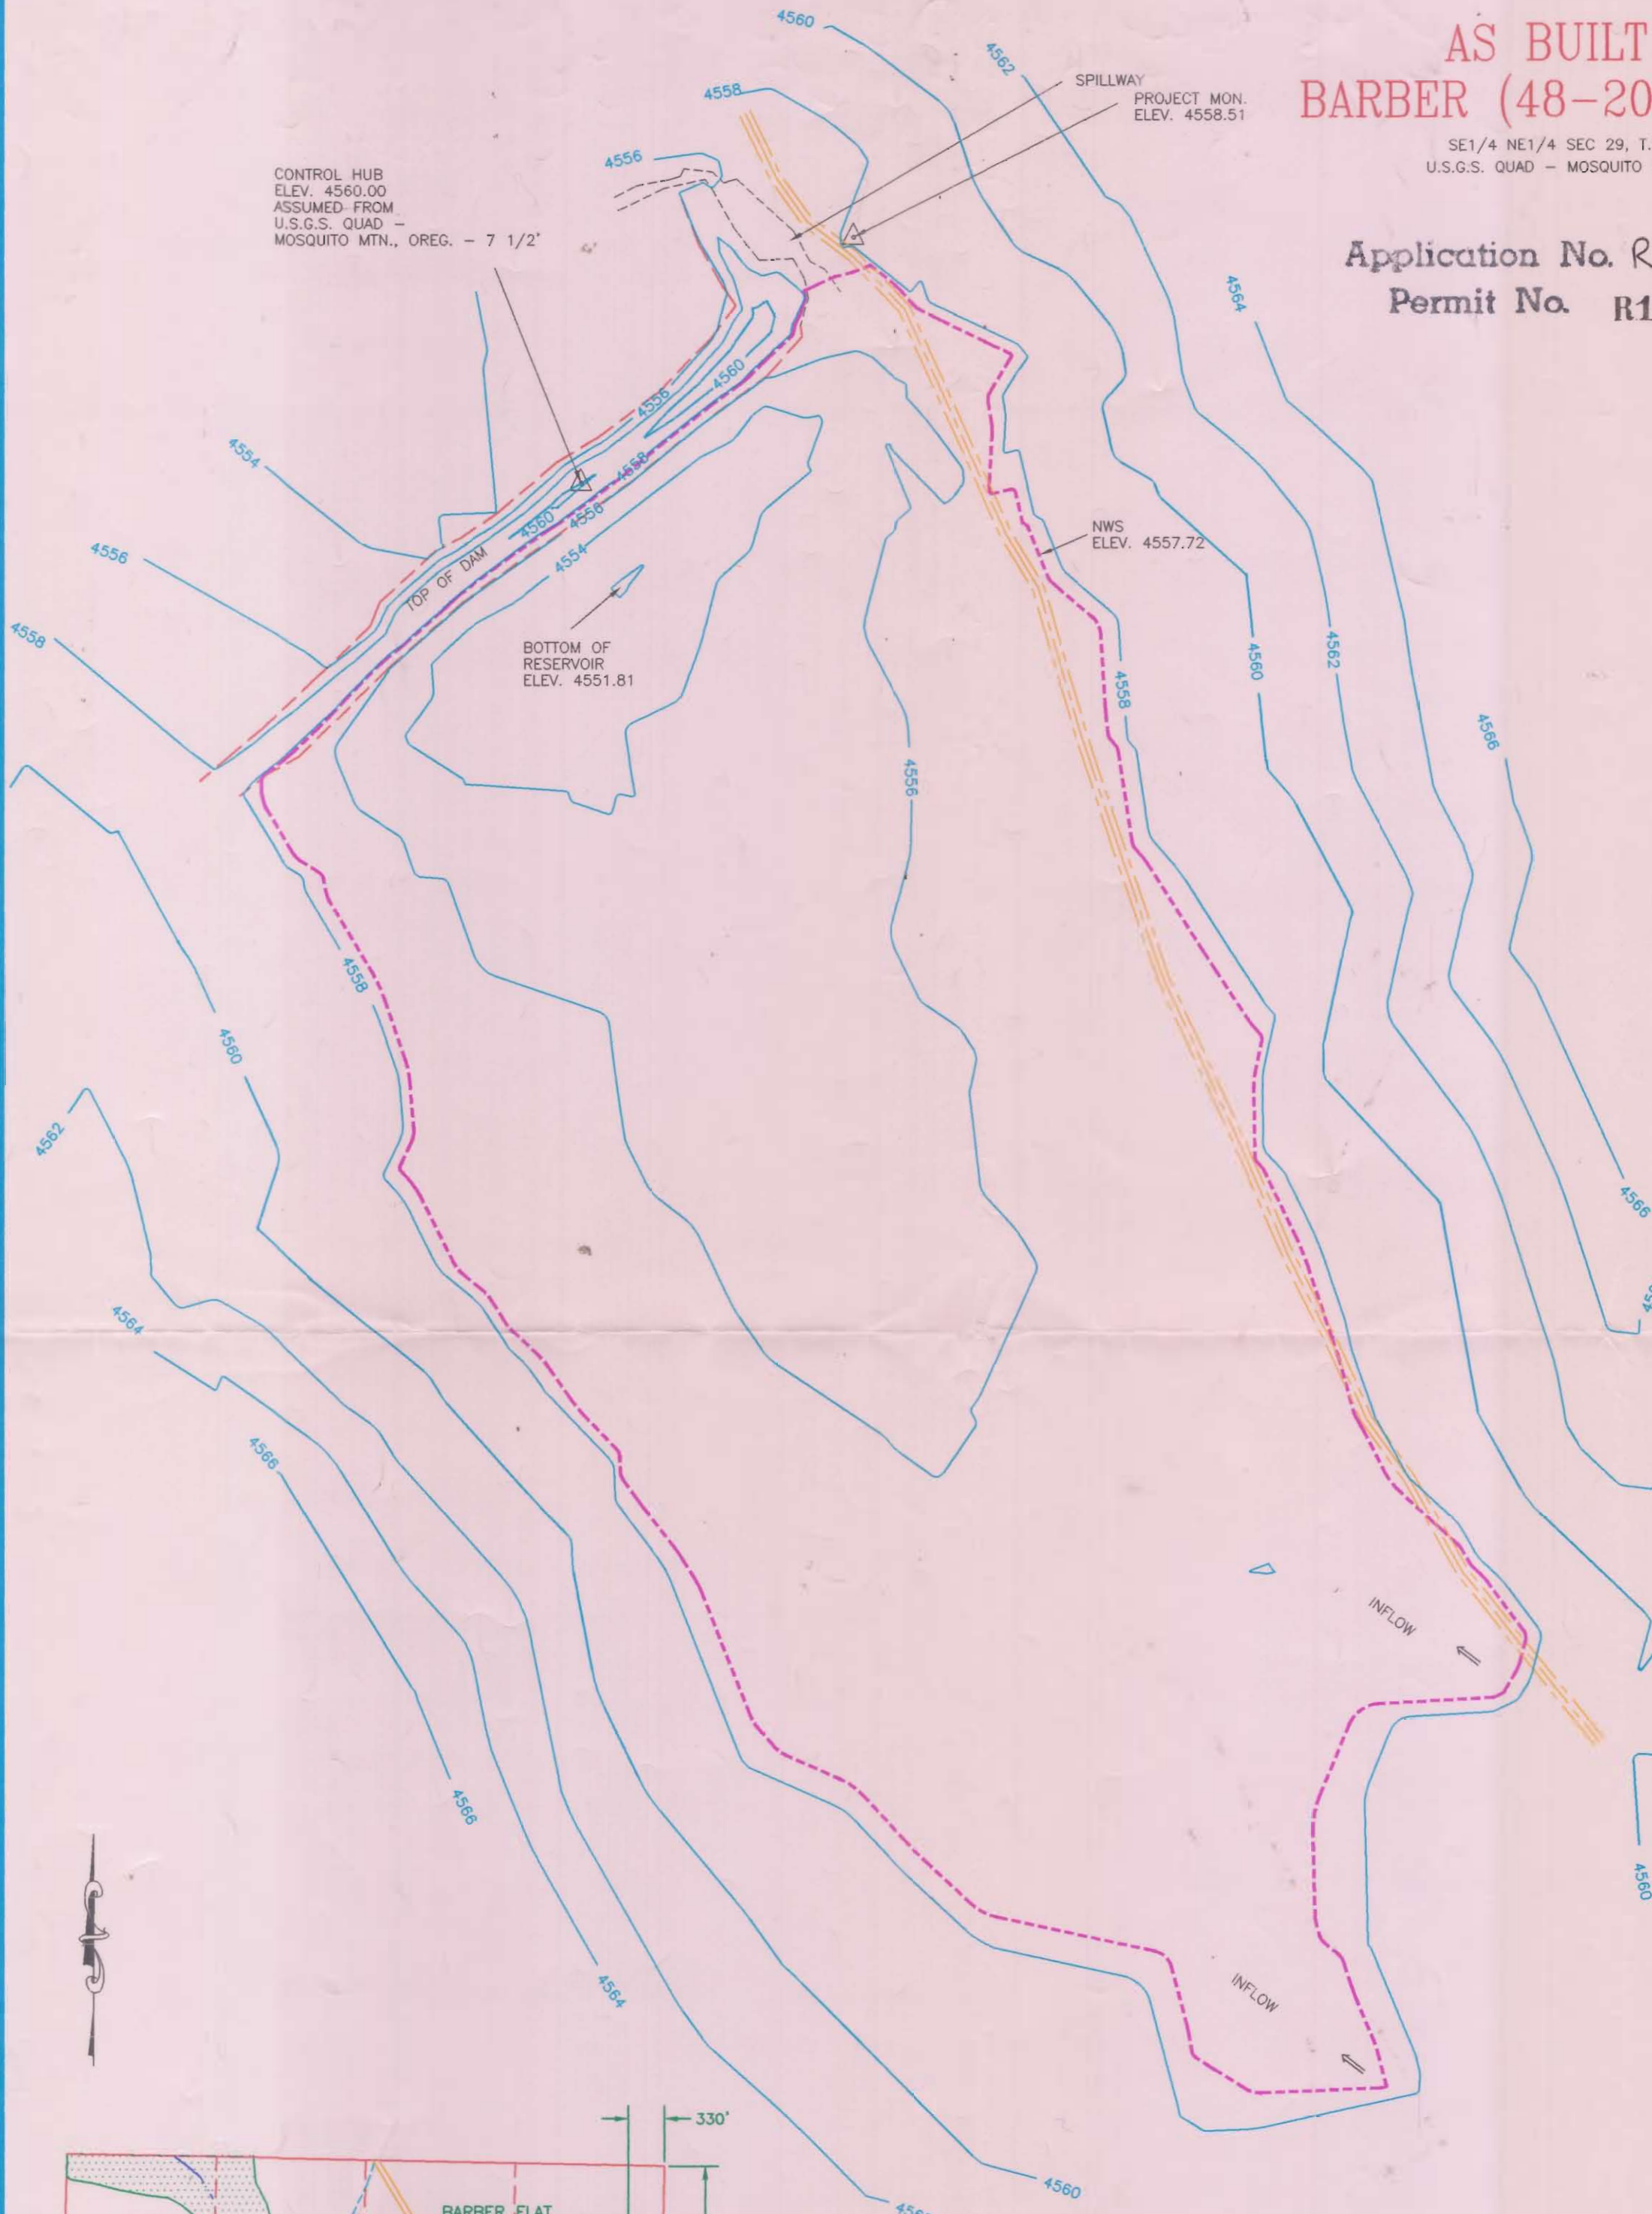 AS BUILT
BARBER (48-20
SE1/4 NE1/4 SEC 29, T.
U.S.G.S. QUAD - MOSQUITO
Application No. R
Permit No. R1
4560
4562
4558
SPILLWAY
PROJECT MON.
ELEV. 4558.51
4556
CONTROL HUB
ELEV. 4560.00
ASSUMED FROM
U.S.G.S. QUAD -
MOSQUITO MTN., OREG. - 7 1/2'
4564
4560
4556
4554
4558
4560
4556
4554
TOP OF DAM
NWS
ELEV. 4557.72
4556
4558
BOTTOM OF
RESERVOIR
ELEV. 4551.81
4560
4562
4558
4566
4556
4558
4560
4562
4566
4564
4566
INFLOW
4566
4560
4564
INFLOW
330'
4560
BARBER FLAT